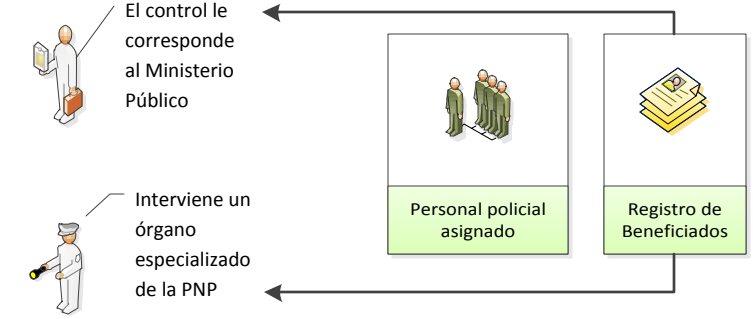 El control le
corresponde
al Ministerio
Público
Personal policial
asignado
Registro de
Beneficiados
Interviene un
órgano
especializado
de la PNP